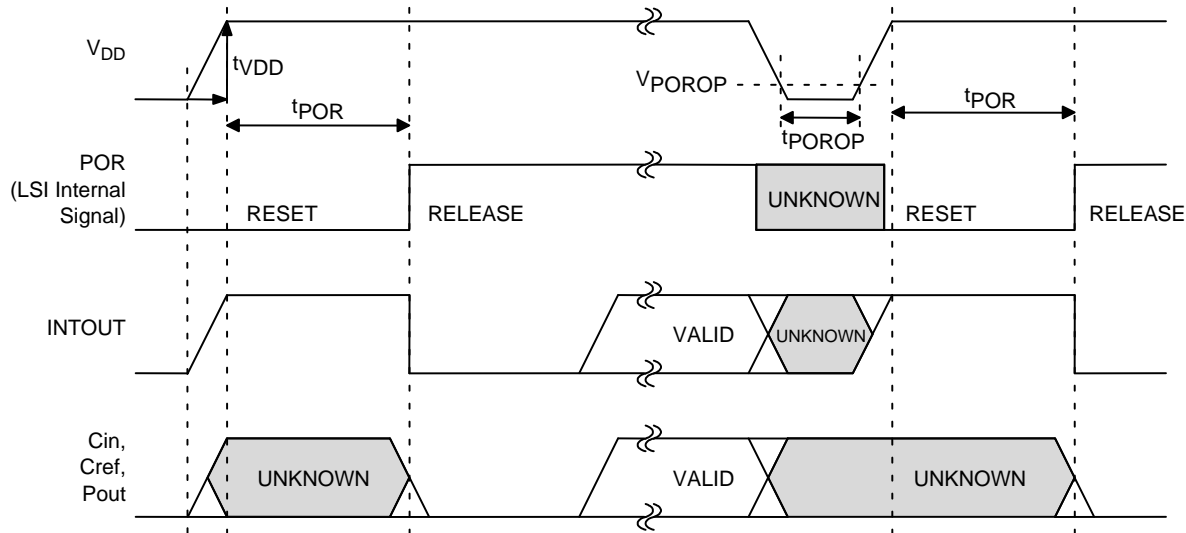 VDD
tVDD
tPOR
VPOROP
tPOROP
tPOR
POR
(LSI Internal
Signal)
RESET
RELEASE
UNKNOWN
RESET
RELEASE
INTOUT
VALID
UNKNOWN
Cin,
Cref,
Pout
UNKNOWN
VALID
UNKNOWN